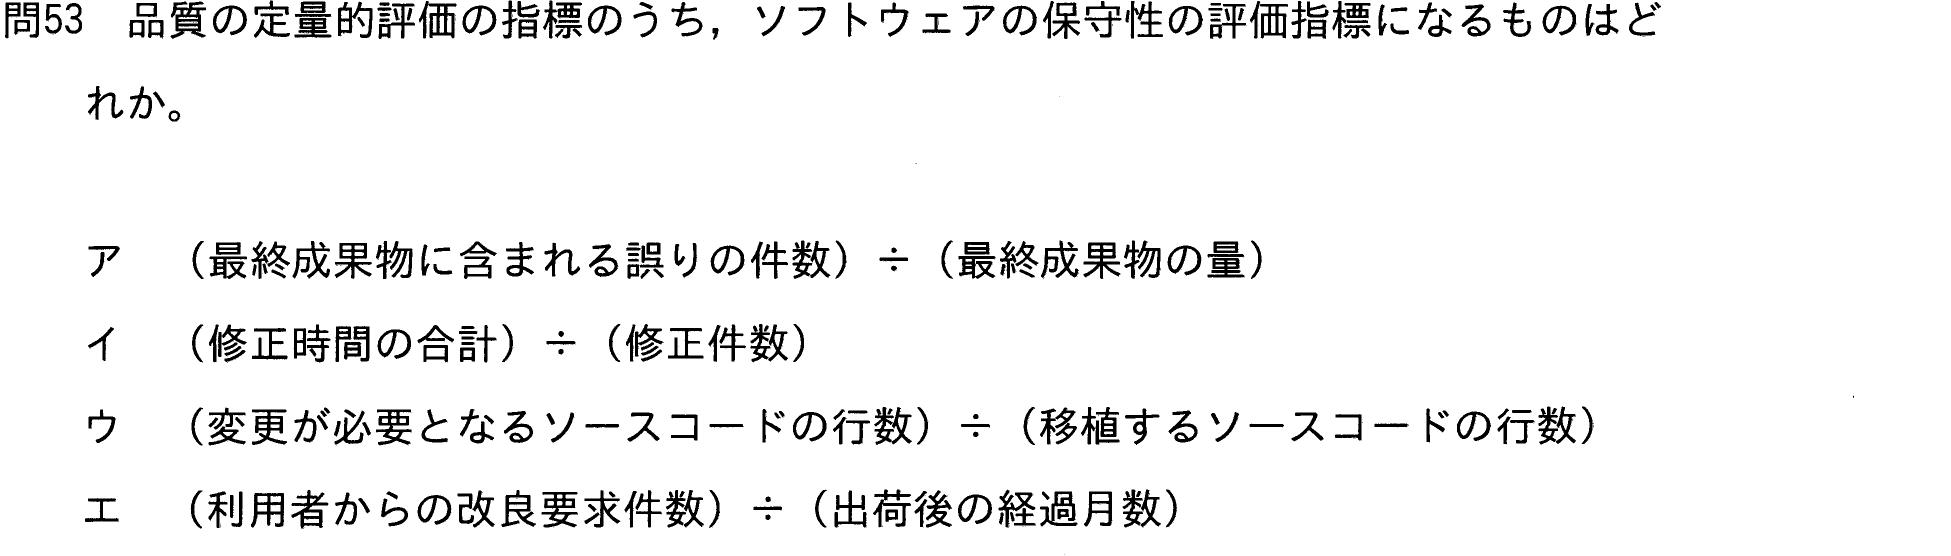 問53　品質の定量的評価の指標のうち，ソフトウェアの保守性の評価指標になるものはど
れか。
ア　（最終成果物に含まれる誤りの件数）÷（最終成果物の量）
イ　（修正時間の合計）÷（修正件数）
ウ　（変更が必要となるソースコードの行数）÷（移植するソースコードの行数）
エ　（利用者からの改良要求件数）÷（出荷後の経過月数）